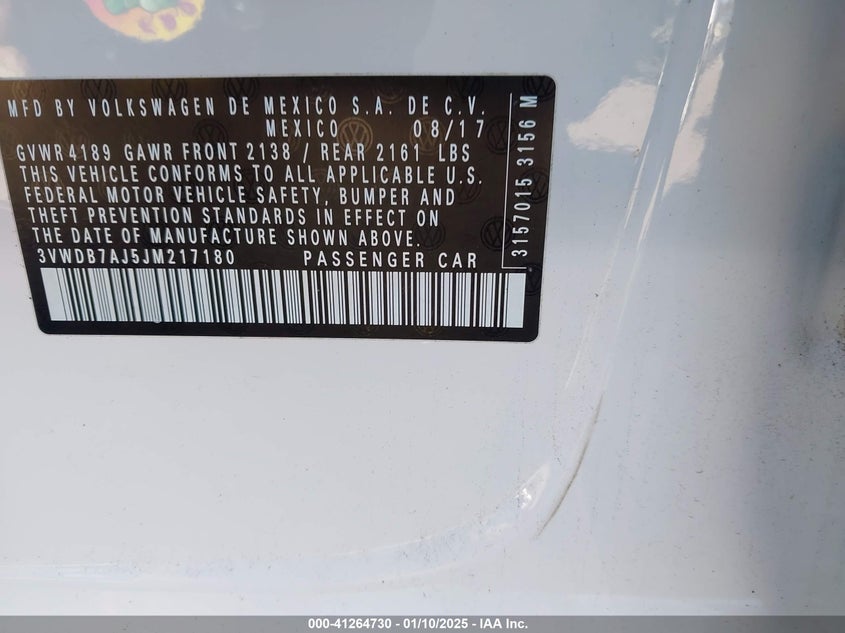 MFD BY VOLKSWAGEN DE MEXICO S.A. DE C.V.
MEXICO 08/17
GVWR 4189 GAWR FRONT 2138 / REAR 2161 LBS
THIS VEHICLE CONFORMS TO ALL APPLICABLE U.S.
FEDERAL MOTOR VEHICLE SAFETY, BUMPER AND
THEFT PREVENTION STANDARDS IN EFFECT ON
THE DATE OF MANUFACTURE SHOWN ABOVE.
3VWDB7AJ5JM217180 PASSENGER CAR
3157015 3156 M
000-41264730 - 01/10/2025 - IAA Inc.